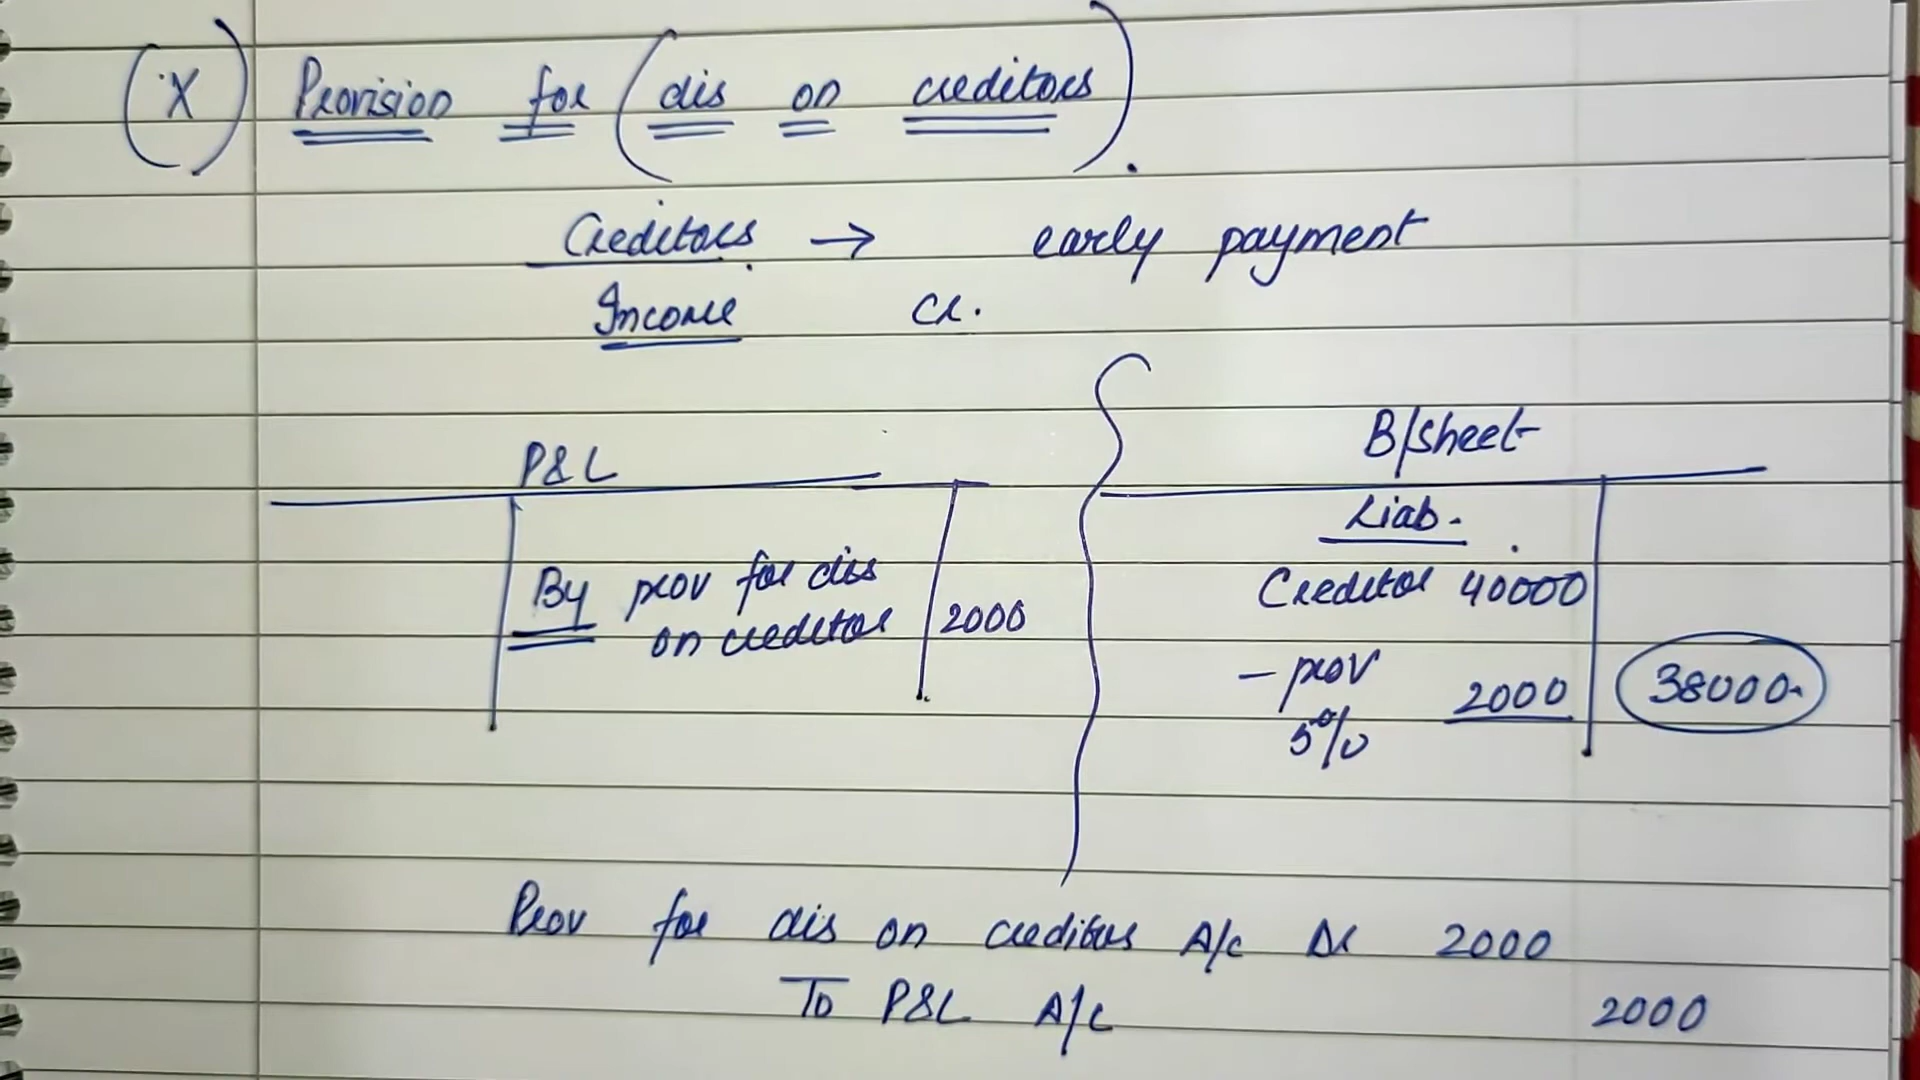 (X) Provision for (dis on creditors).
Creditors → early payment
Income Cr.
P&L
By prov for diss
on creditor 2000
B/sheet
Liab.
Creditor 40000
- prov 2000 38000
5%
Prov for dis on creditors A/c Dr 2000
To P&L A/c 2000